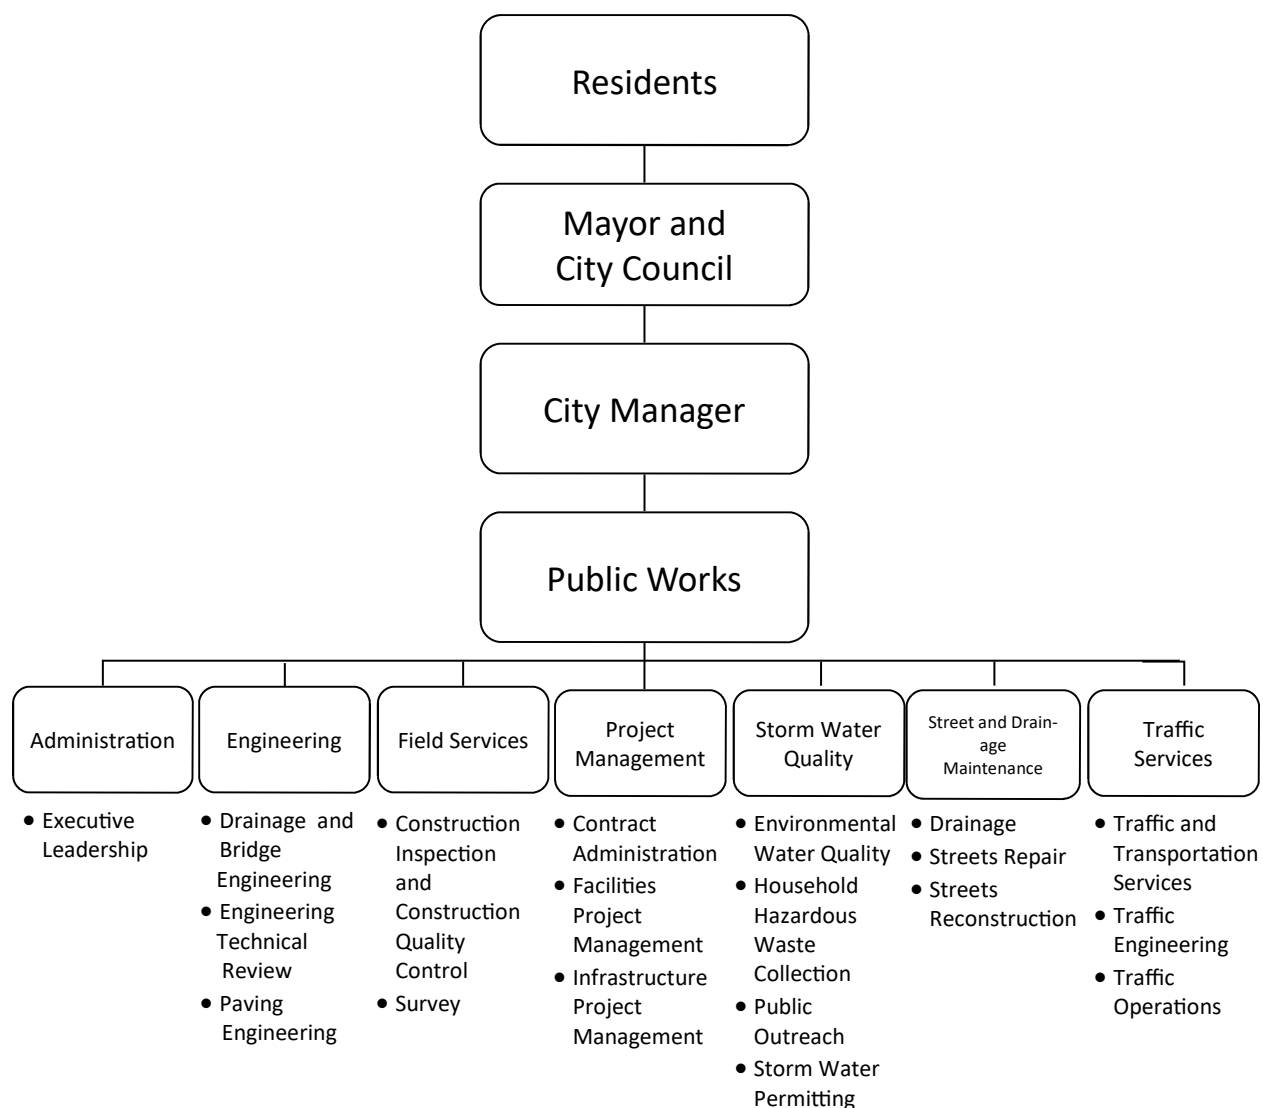 Residents
Mayor and
City Council
City Manager
Public Works
Administration
• Executive
Leadership
Engineering
• Drainage and
Bridge
Engineering
• Engineering
Technical
Review
• Paving
Engineering
Field Services
• Construction
Inspection
and
Construction
Quality
Control
• Survey
Project
Management
• Contract
Administration
• Facilities
Project
Management
• Infrastructure
Project
Management
Storm Water
Quality
• Environmental
Water Quality
• Household
Hazardous
Waste
Collection
• Public
Outreach
• Storm Water
Permitting
Street and Drain-
age
Maintenance
• Drainage
• Streets Repair
• Streets
Reconstruction
Traffic
Services
• Traffic and
Transportation
Services
• Traffic
Engineering
• Traffic
Operations